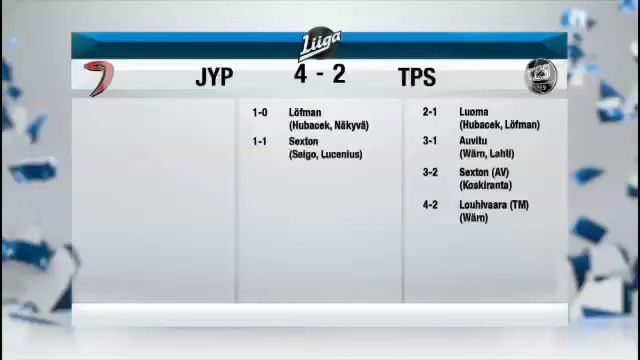 Liiga
JYP 4 - 2 TPS
1-0 Löfman
(Hubacek, Näkyvä)
1-1 Sexton
(Seigo, Lucenius)
2-1 Luoma
(Hubacek, Löfman)
3-1 Auvitu
(Wärn, Lahti)
3-2 Sexton (AV)
(Koskiranta)
4-2 Louhivaara (TM)
(Wärn)